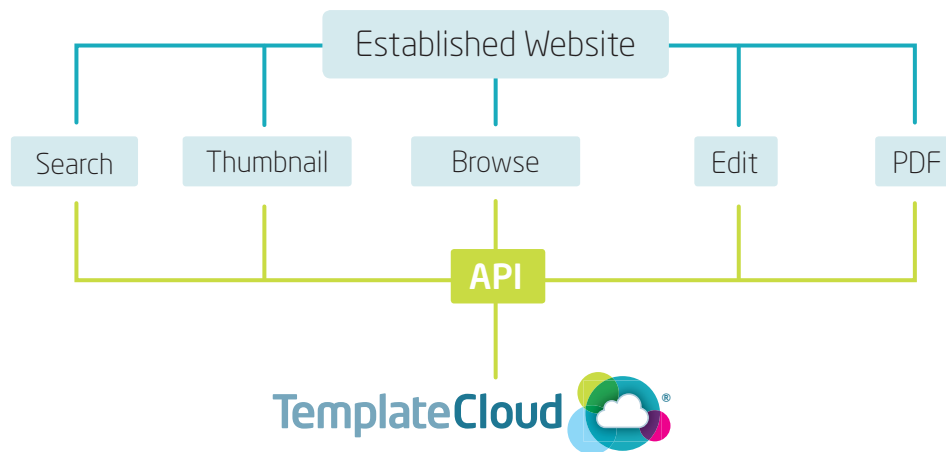 Established Website
Search
Thumbnail
Browse
Edit
PDF
API
TemplateCloud®